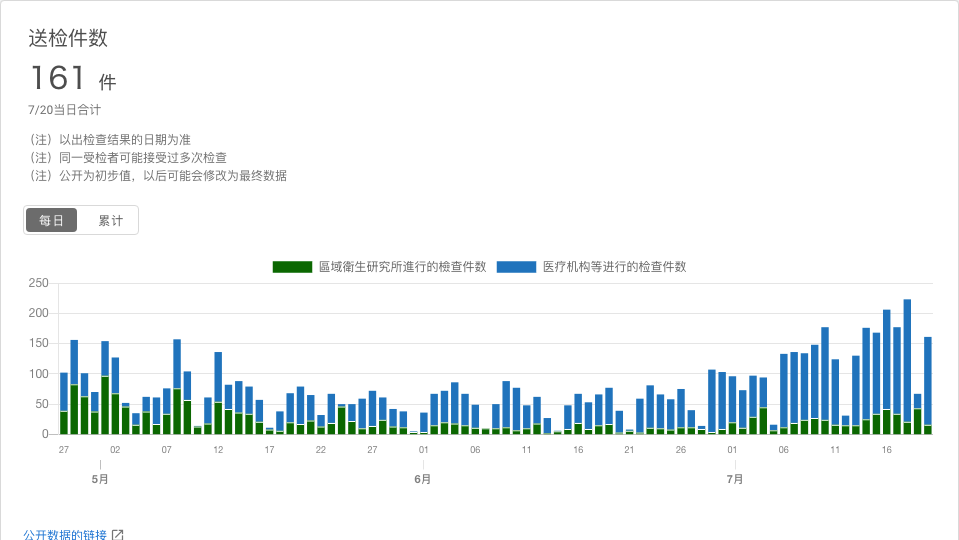 送检件数
161 件
7/20当日合计
（注）以出检查结果的日期为准
（注）同一受检者可能接受过多次检查
（注）公开为初步值，以后可能会修改为最终数据
每日 累计
區域衛生研究所進行的檢查件數 医疗机构等进行的检查件数
250
200
150
100
50
0
27 02 07 12 17 22 27 01 06 11 16 21 26 01 06 11 16
5月 6月 7月
公开数据的链接